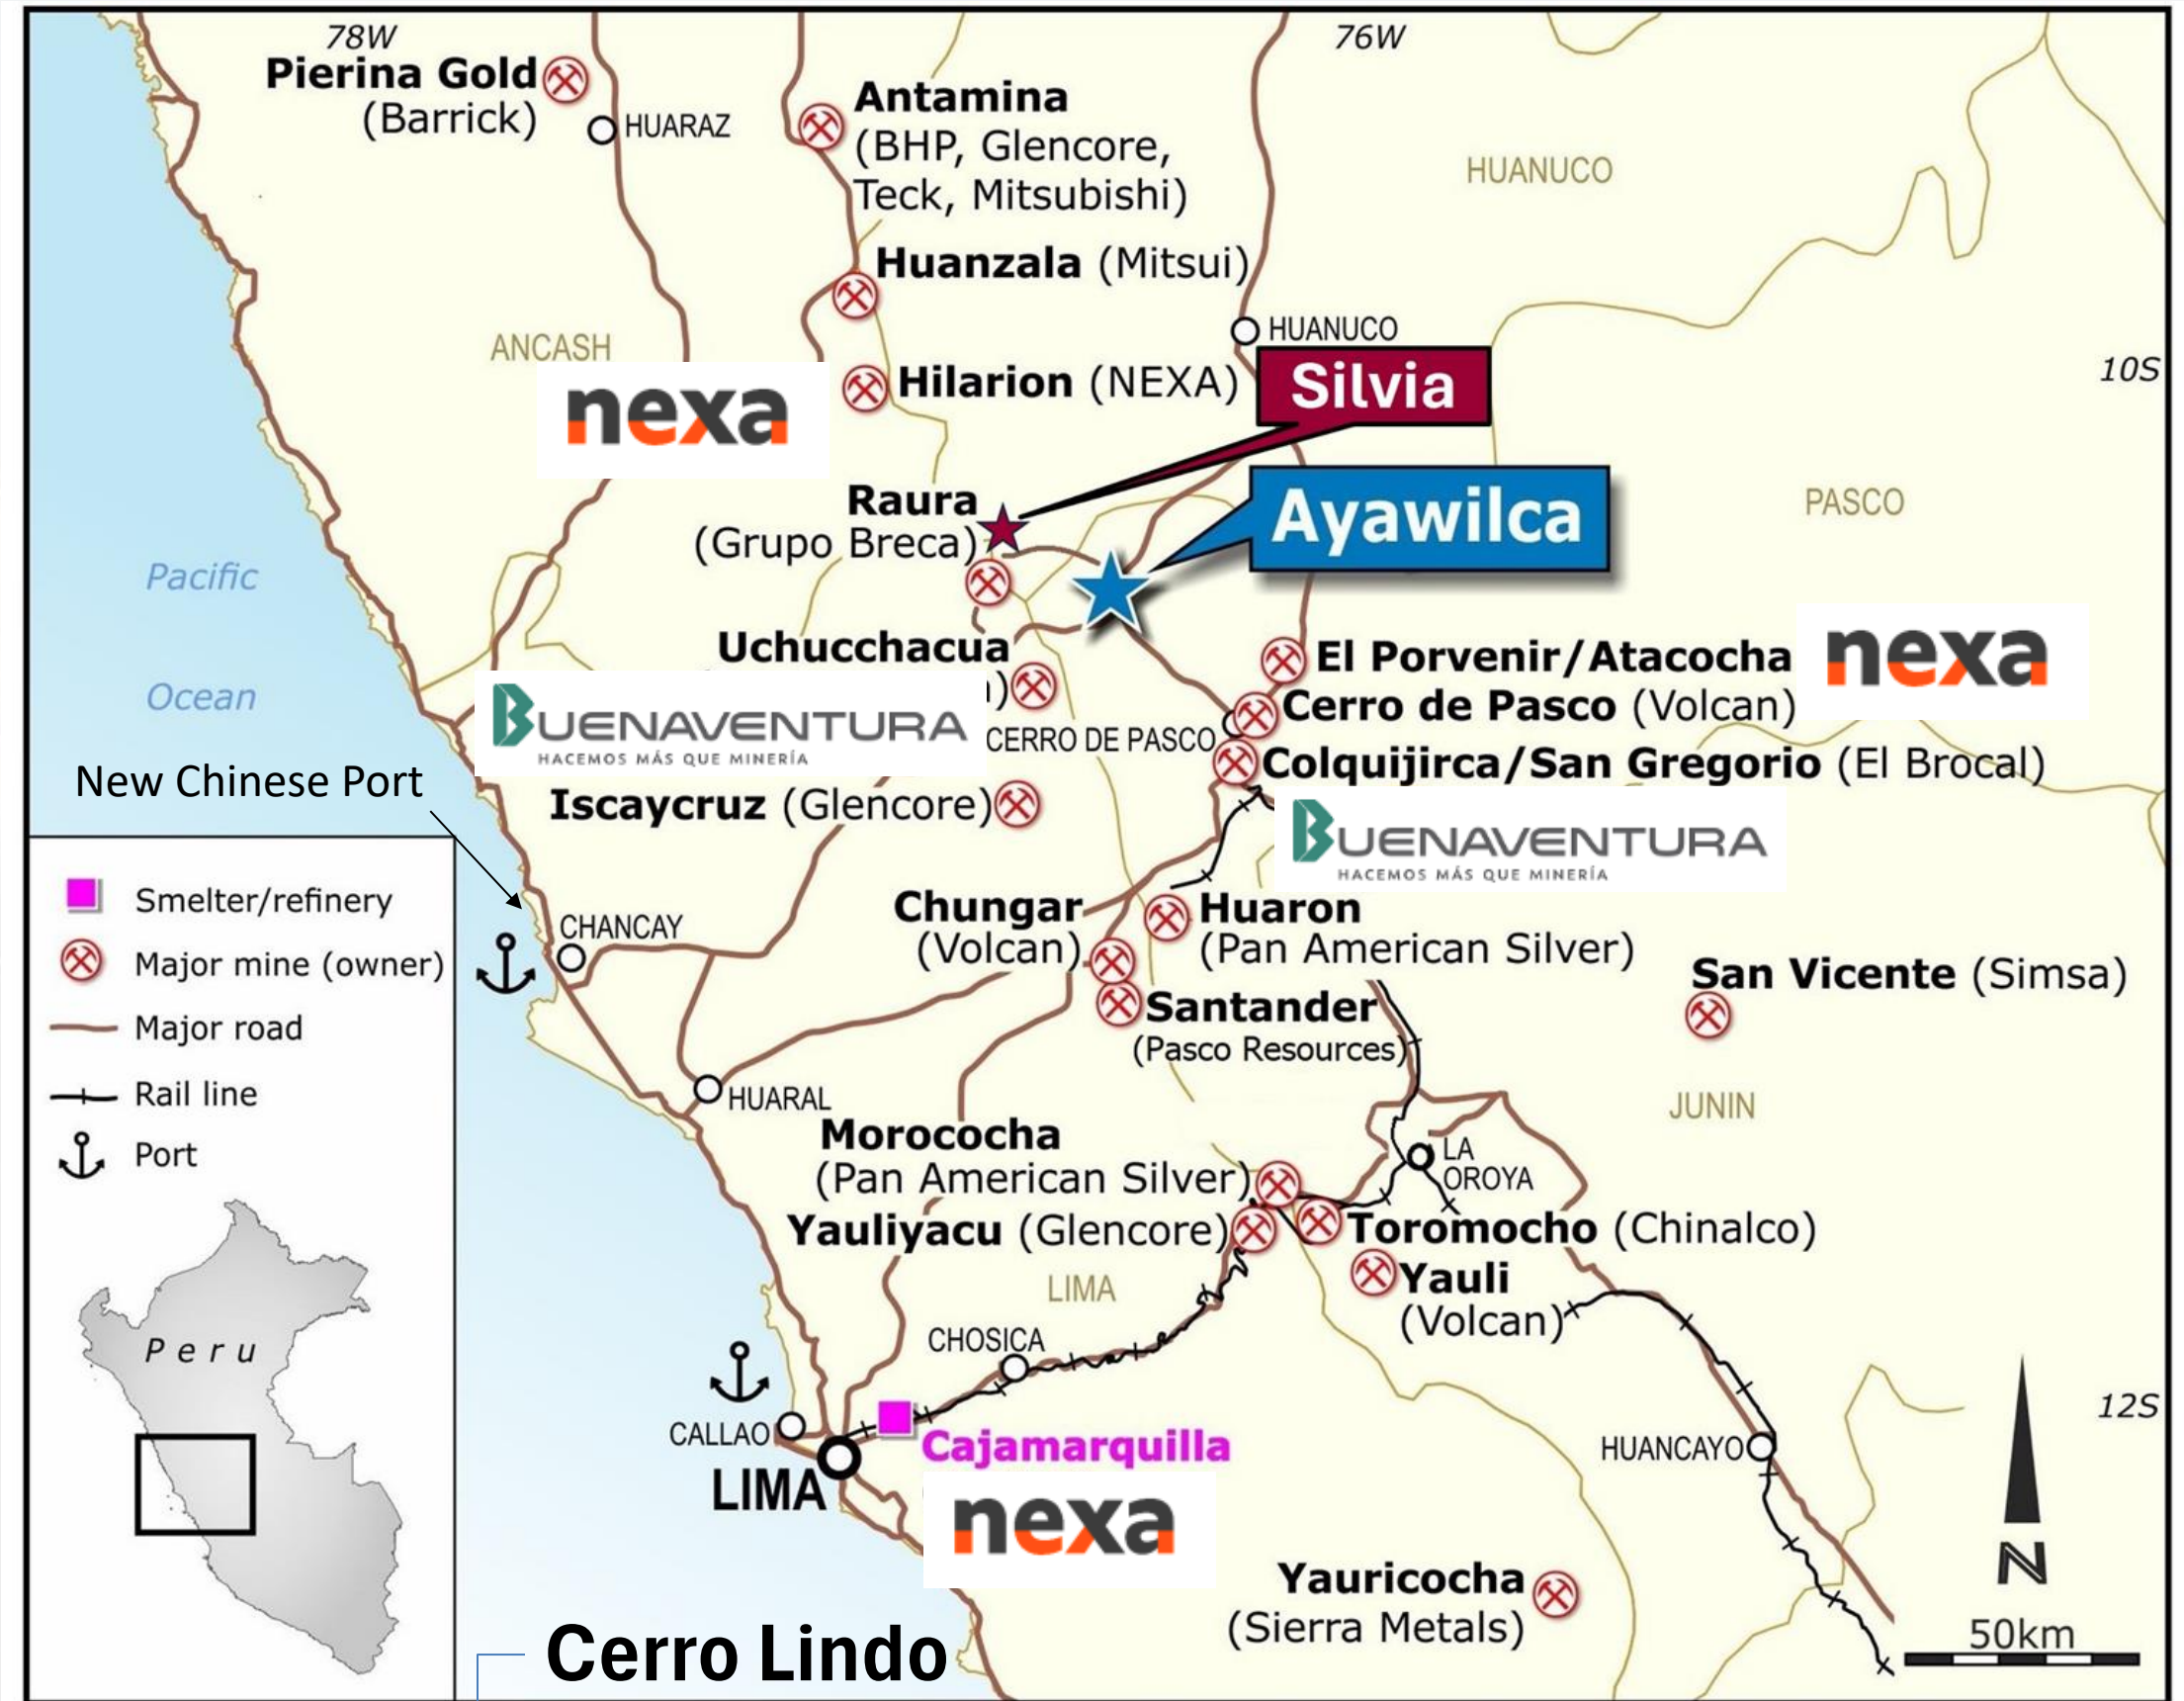 78W
76W
Pierina Gold
(Barrick)
HUARAZ
Antamina
(BHP, Glencore,
Teck, Mitsubishi)
HUANUCO
Huanzala (Mitsui)
ANCASH
HUANUCO
10S
nexa
Hilarion (NEXA)
Silvia
Raura
(Grupo Breca)
Ayawilca
PASCO
Pacific
Ocean
Uchucchacua
)
El Porvenir/Atacocha
nexa
Cerro de Pasco (Volcan)
BUENAVENTURA
HACEMOS MÁS QUE MINERÍA
CERRO DE PASCO
Colquijirca/San Gregorio (El Brocal)
New Chinese Port
Iscaycruz (Glencore)
BUENAVENTURA
HACEMOS MÁS QUE MINERÍA
Smelter/refinery
Major mine (owner)
Major road
Rail line
Port
Peru
CHANCAY
Chungar
(Volcan)
Huaron
(Pan American Silver)
San Vicente (Simsa)
Santander
(Pasco Resources)
HUARAL
JUNIN
Morococha
(Pan American Silver)
LA
OROYA
Yauliyacu (Glencore)
Toromocho (Chinalco)
LIMA
Yauli
(Volcan)
CHOSICA
12S
CALLAO
LIMA
Cajamarquilla
HUANCAYO
nexa
Yauricocha
(Sierra Metals)
N
50km
Cerro Lindo